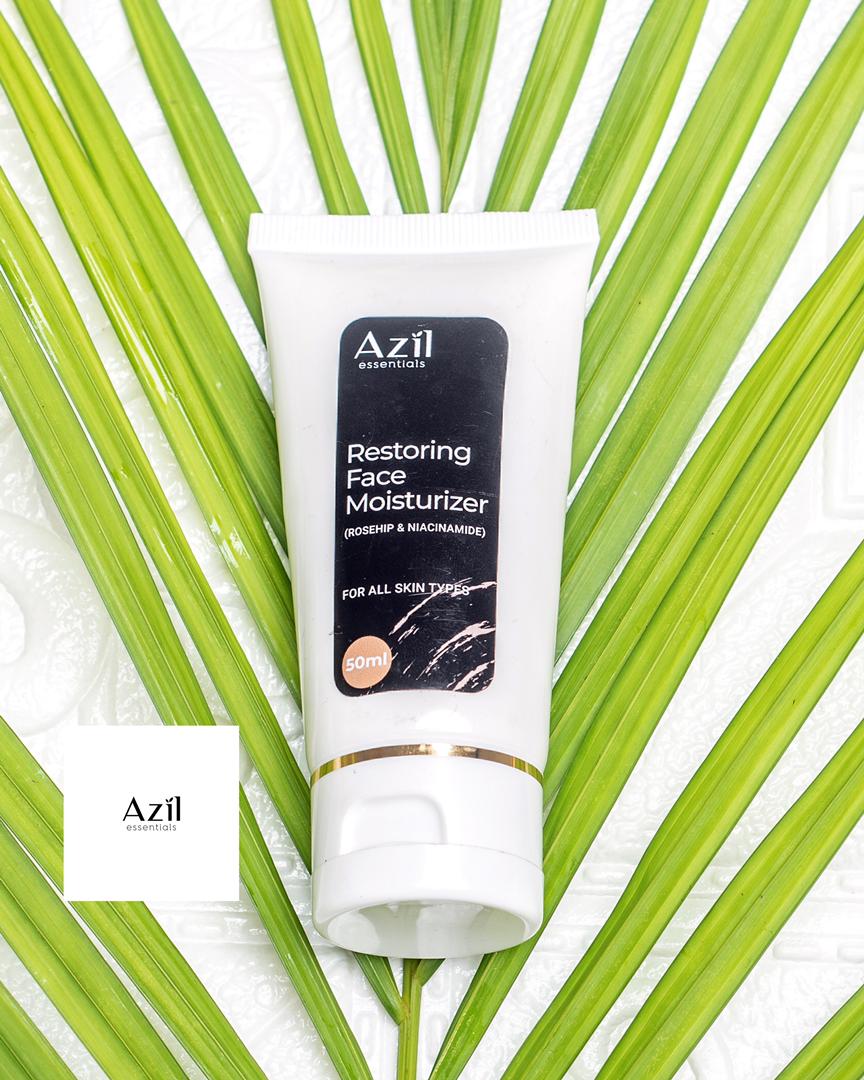 Azil
essentials
Restoring
Face
Moisturizer
(ROSEHIP & NIACINAMIDE)
FOR ALL SKIN TYPES
50ml
Azil
essentials